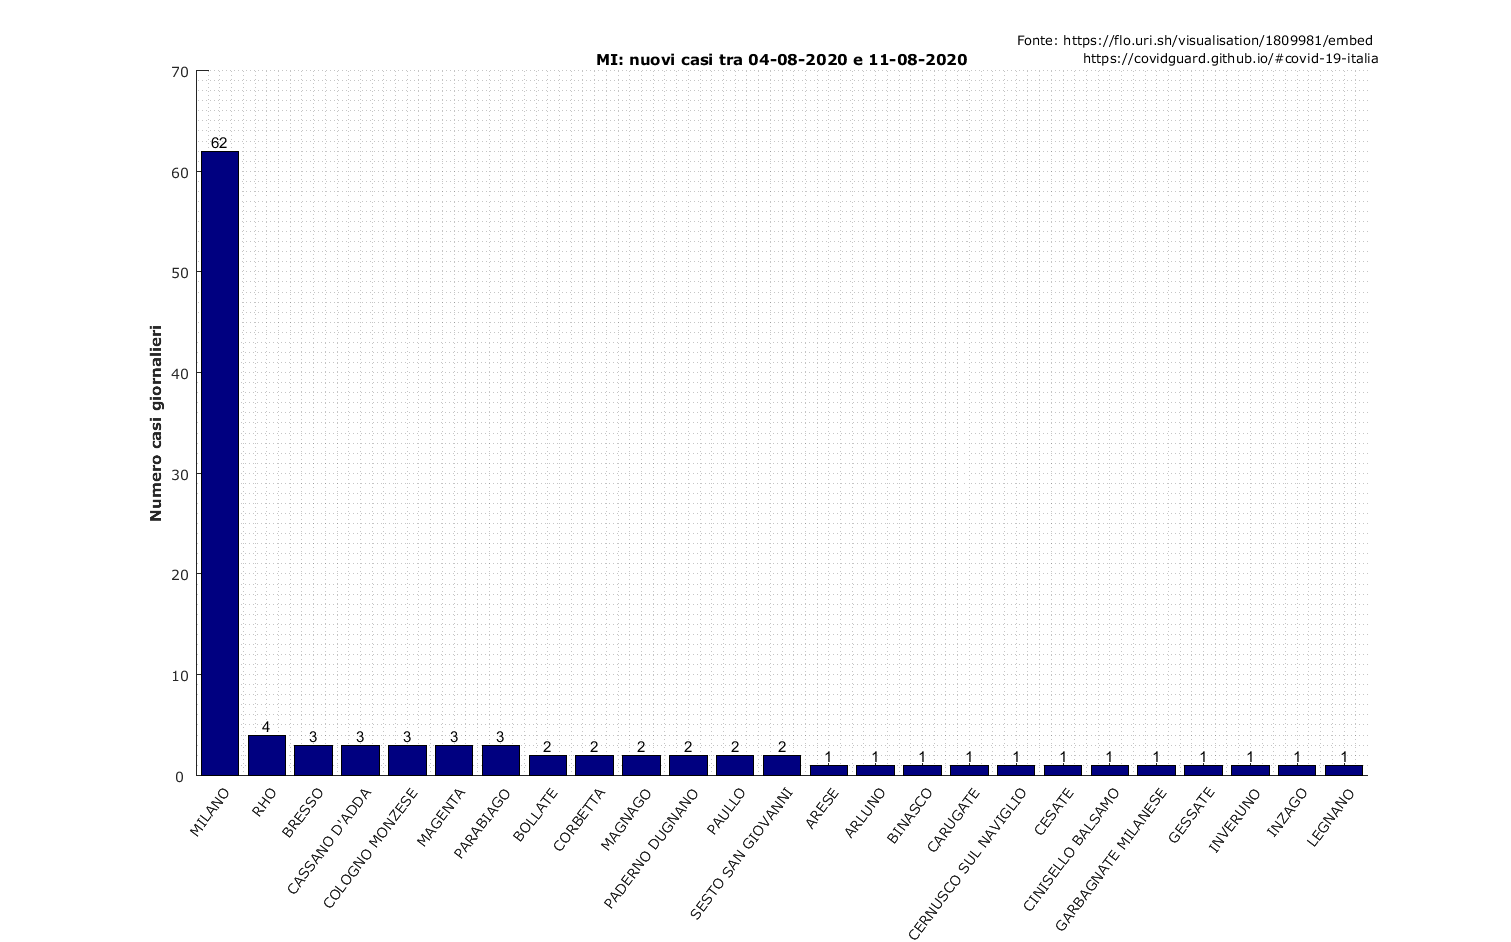 Fonte: https://flo.uri.sh/visualisation/1809981/embed
https://covidguard.github.io/#covid-19-italia
MI: nuovi casi tra 04-08-2020 e 11-08-2020
Numero casi giornalieri
70
60
50
40
30
20
10
0
62
4
3
3
3
3
3
2
2
2
2
2
2
1
1
1
1
1
1
1
1
1
1
1
1
MILANO
RHO
BRESSO
CASSANO D'ADDA
COLOGNO MONZESE
MAGENTA
PARABIAGO
BOLLATE
CORBETTA
MAGNAGO
PADERNO DUGNANO
PAULLO
SESTO SAN GIOVANNI
ARESE
ARLUNO
BINASCO
CARUGATE
CERNUSCO SUL NAVIGLIO
CESATE
CINISELLO BALSAMO
GARBAGNATE MILANESE
GESSATE
INVERUNO
INZAGO
LEGNANO